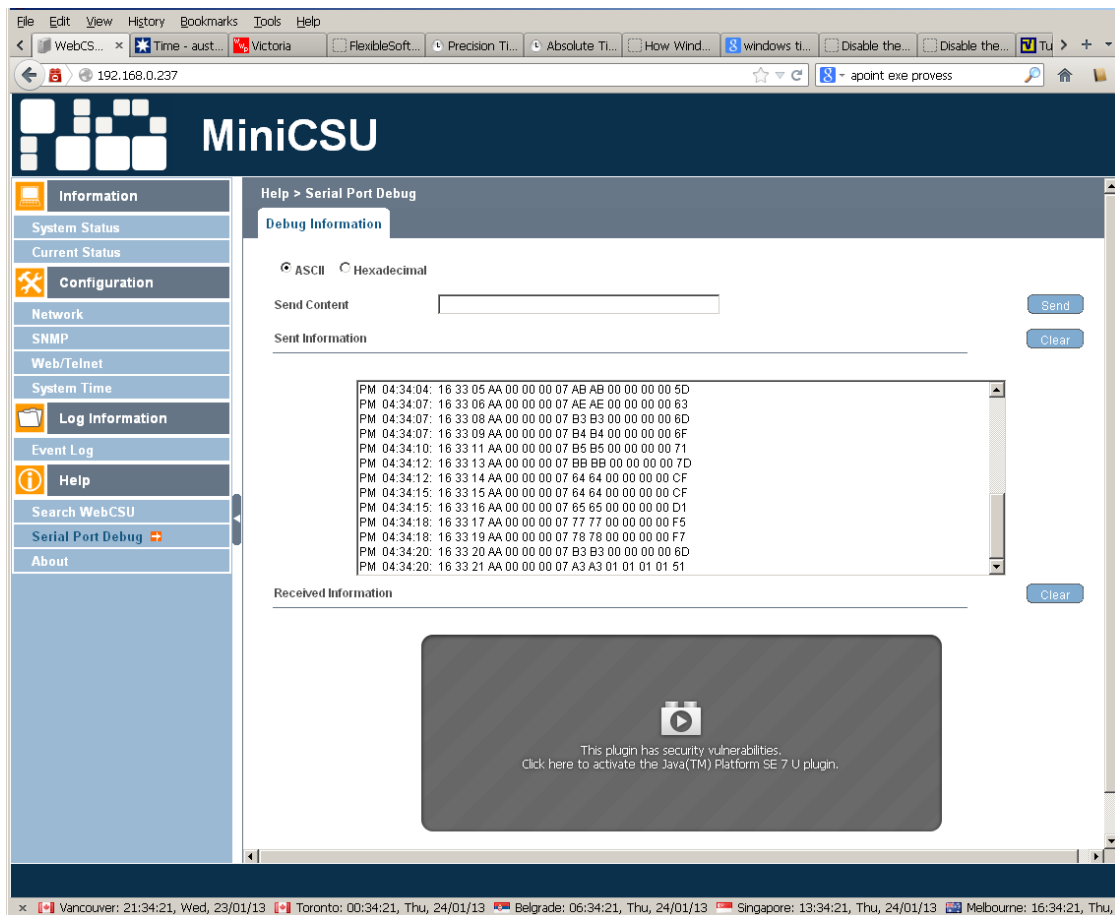 File Edit View History Bookmarks Tools Help
WebCS... × Time - aust... Victoria FlexibleSoft... Precision Ti... Absolute Ti... How Wind... windows ti... Disable the... Disable the... Tu
192.168.0.237 apoint exe provess
MiniCSU
Information
System Status
Current Status
Configuration
Network
SNMP
Web/Telnet
System Time
Log Information
Event Log
Help
Search WebCSU
Serial Port Debug
About
Help > Serial Port Debug
Debug Information
ASCII Hexadecimal
Send Content Send
Sent Information Clear
PM 04:34:04: 16 33 05 AA 00 00 00 07 AB AB 00 00 00 00 5D
PM 04:34:07: 16 33 06 AA 00 00 00 07 AE AE 00 00 00 00 63
PM 04:34:07: 16 33 08 AA 00 00 00 07 B3 B3 00 00 00 00 6D
PM 04:34:07: 16 33 09 AA 00 00 00 07 B4 B4 00 00 00 00 6F
PM 04:34:10: 16 33 11 AA 00 00 00 07 B5 B5 00 00 00 00 71
PM 04:34:12: 16 33 13 AA 00 00 00 07 BB BB 00 00 00 00 7D
PM 04:34:12: 16 33 14 AA 00 00 00 07 64 64 00 00 00 00 CF
PM 04:34:15: 16 33 15 AA 00 00 00 07 64 64 00 00 00 00 CF
PM 04:34:15: 16 33 16 AA 00 00 00 07 65 65 00 00 00 00 D1
PM 04:34:18: 16 33 17 AA 00 00 00 07 77 77 00 00 00 00 F5
PM 04:34:18: 16 33 19 AA 00 00 00 07 78 78 00 00 00 00 F7
PM 04:34:20: 16 33 20 AA 00 00 00 07 B3 B3 00 00 00 00 6D
PM 04:34:20: 16 33 21 AA 00 00 00 07 A3 A3 01 01 01 01 51
Received Information Clear
This plugin has security vulnerabilities.
Click here to activate the Java(TM) Platform SE 7 U plugin.
× Vancouver: 21:34:21, Wed, 23/01/13 Toronto: 00:34:21, Thu, 24/01/13 Belgrade: 06:34:21, Thu, 24/01/13 Singapore: 13:34:21, Thu, 24/01/13 Melbourne: 16:34:21, Thu,